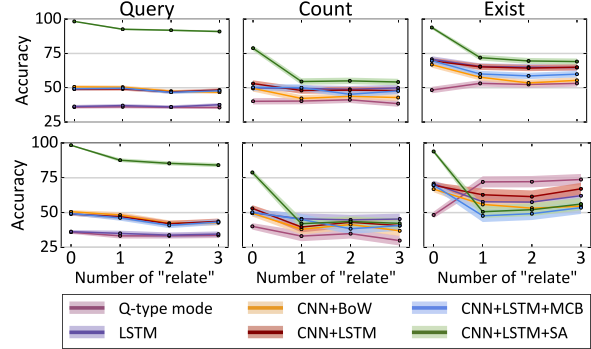 Query Count Exist
Accuracy
100
75
50
25
Accuracy
100
75
50
25
0 1 2 3 0 1 2 3 0 1 2 3
Number of "relate" Number of "relate" Number of "relate"
Q-type mode CNN+BoW CNN+LSTM+MCB
LSTM CNN+LSTM CNN+LSTM+SA